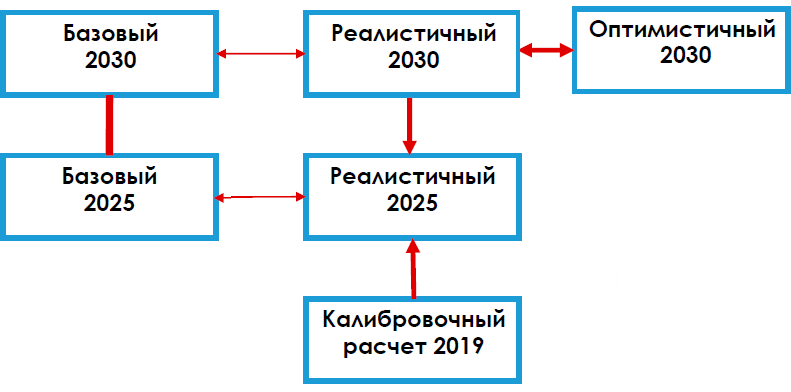 Базовый
2030
Реалистичный
2030
Оптимистичный
2030
Базовый
2025
Реалистичный
2025
Калибровочный
расчет 2019